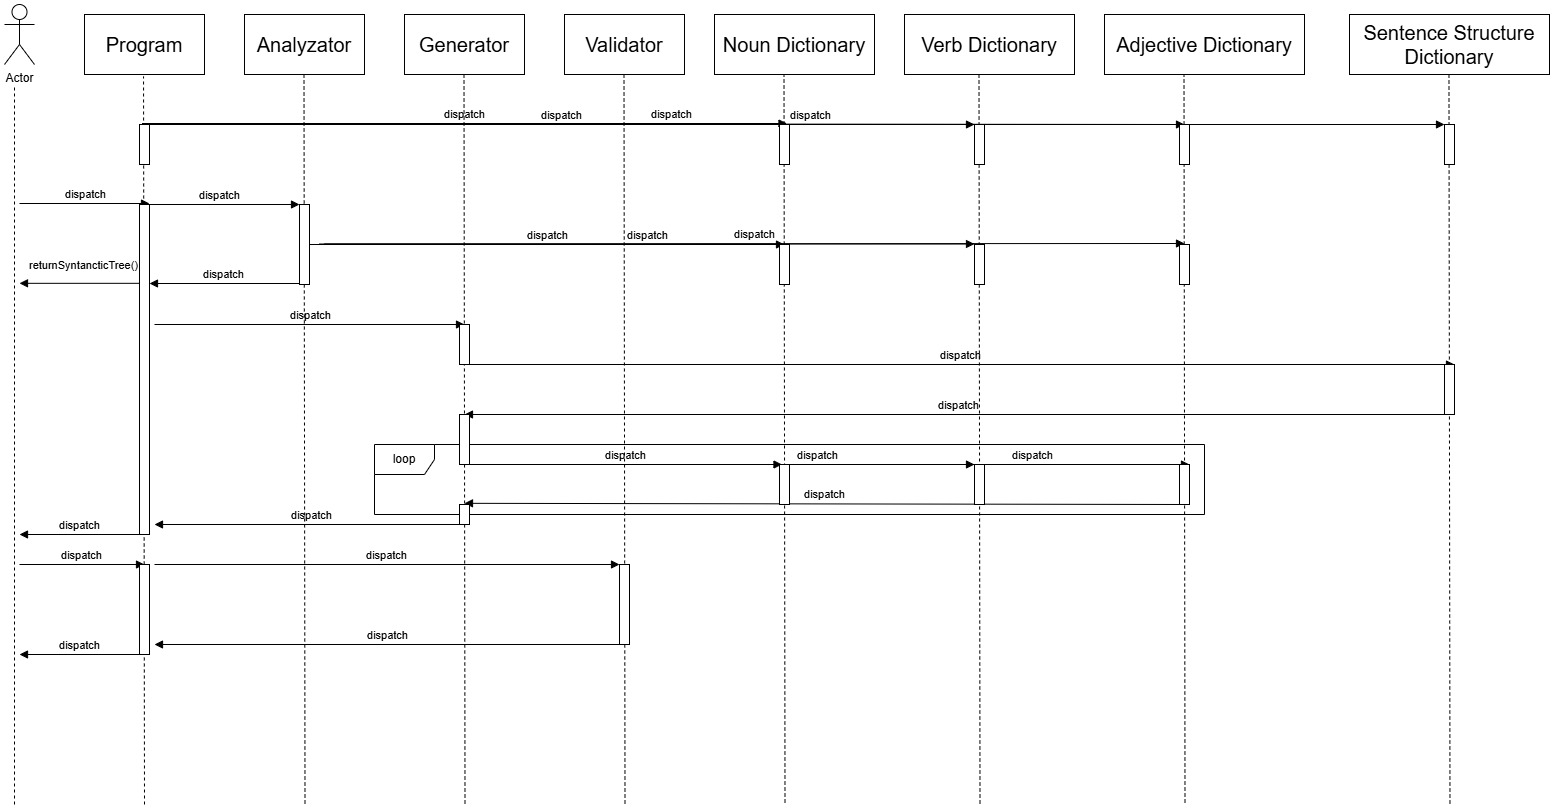 Actor
Program
Analyzator
Generator
Validator
Noun Dictionary
Verb Dictionary
Adjective Dictionary
Sentence Structure
Dictionary
dispatch
dispatch
dispatch
dispatch
dispatch
dispatch
dispatch
dispatch
dispatch
returnSyntancticTree()
dispatch
dispatch
dispatch
dispatch
loop
dispatch
dispatch
dispatch
dispatch
dispatch
dispatch
dispatch
dispatch
dispatch
dispatch